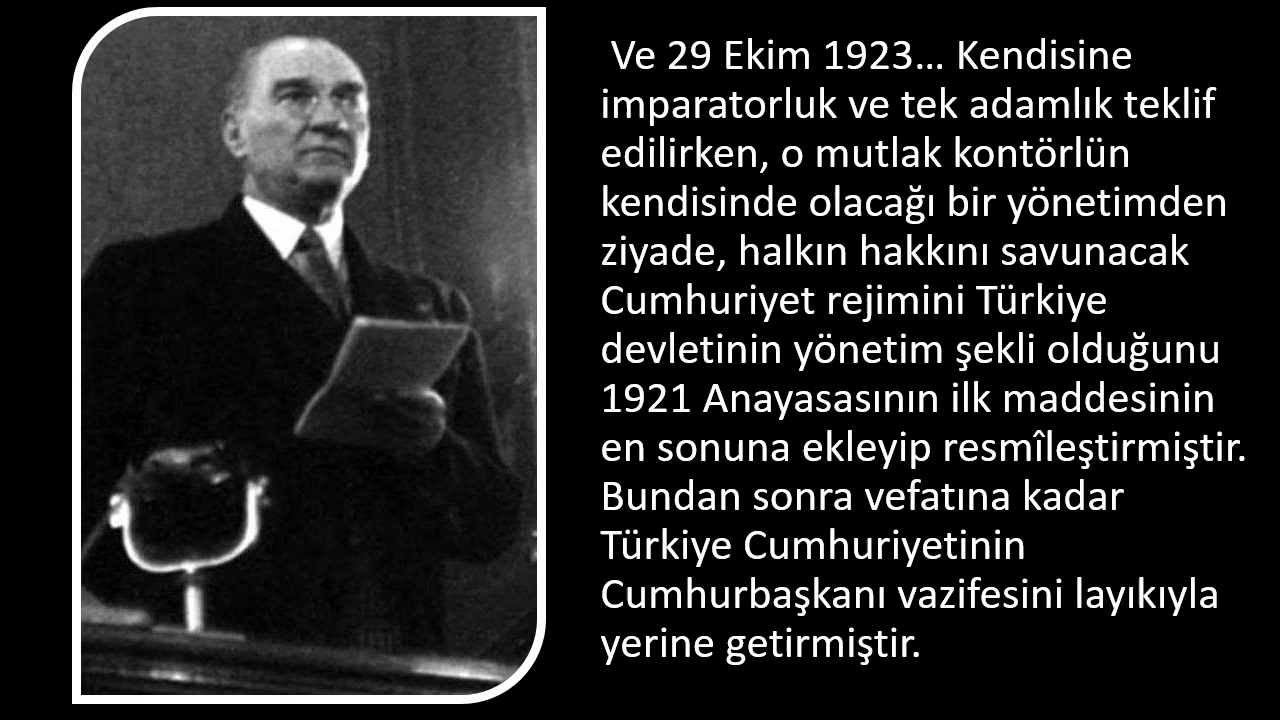 Ve 29 Ekim 1923... Kendisine
imparatorluk ve tek adamlık teklif
edilirken, o mutlak kontörlün
kendisinde olacağı bir yönetimden
ziyade, halkın hakkını savunacak
Cumhuriyet rejimini Türkiye
devletinin yönetim şekli olduğunu
1921 Anayasasının ilk maddesinin
en sonuna ekleyip resmîleştirmiştir.
Bundan sonra vefatına kadar
Türkiye Cumhuriyetinin
Cumhurbaşkanı vazifesini layıkıyla
yerine getirmiştir.